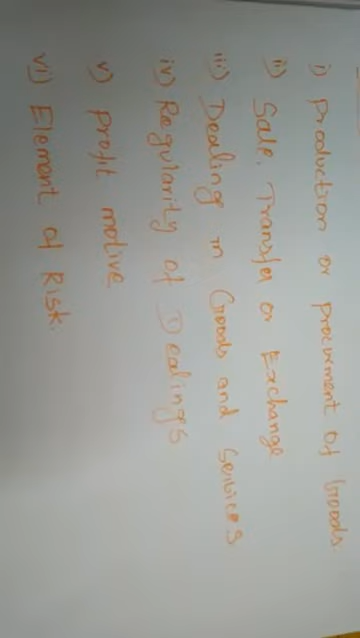 i) Production or Procurment of Goods.
ii) Sale, Transfer or Exchange
iii) Dealing in Goods and Services
iv) Regularity of Dealings
v) Profit motive
vi) Element of Risk.